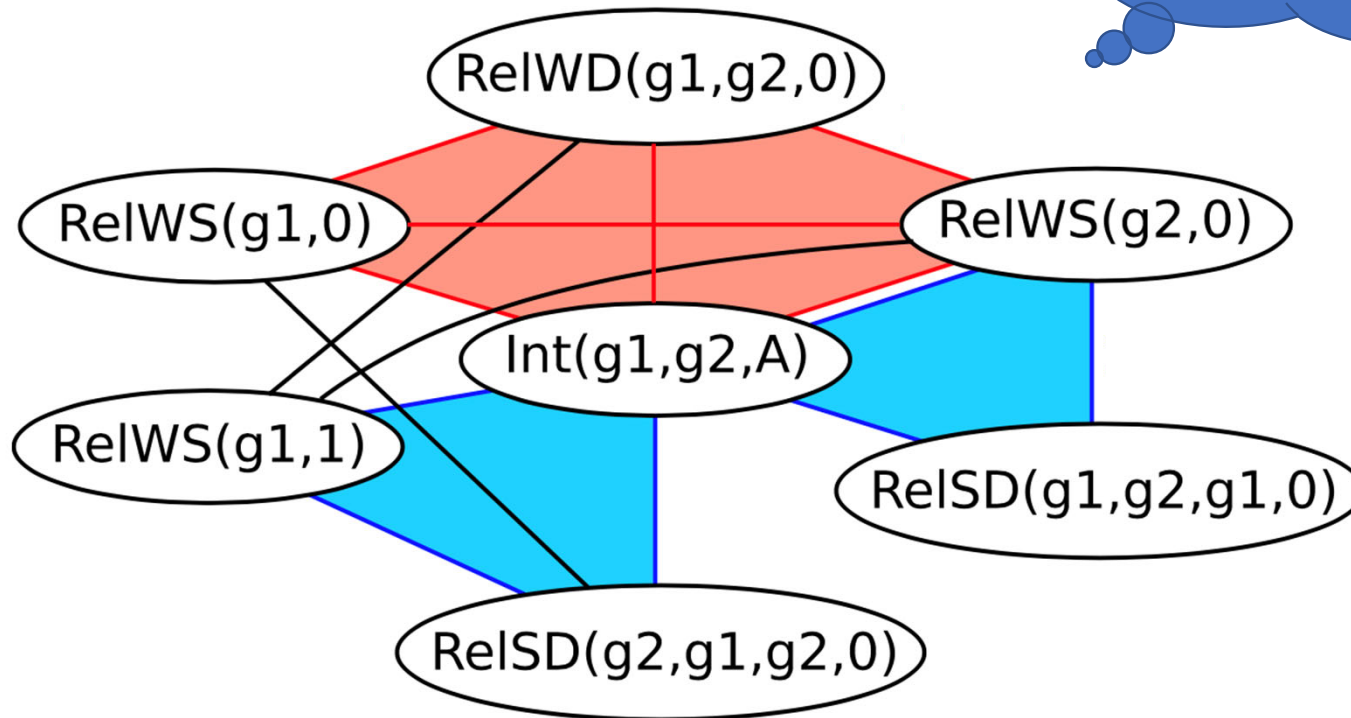 RelWD(g1,g2,0)
RelWS(g1,0)
RelWS(g2,0)
Int(g1,g2,A)
RelWS(g1,1)
RelSD(g1,g2,g1,0)
RelSD(g2,g1,g2,0)